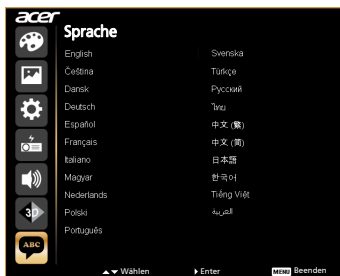 acer
Sprache
English
Čeština
Dansk
Deutsch
Español
Français
Italiano
Magyar
Nederlands
Polski
Português
Svenska
Türkçe
Русский
ไทย
中文 (繁)
中文 (简)
日本語
한국어
Tiếng Việt
العربية
3D
ABC
Wählen Enter MENU Beenden